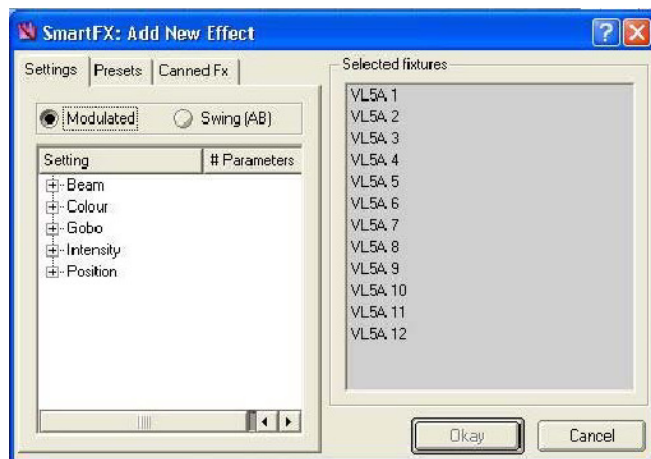 SmartFX: Add New Effect
Settings Presets Canned Fx
Modulated Swing (AB)
Setting # Parameters
Beam
Colour
Gobo
Intensity
Position
Selected fixtures
VL5A 1
VL5A 2
VL5A 3
VL5A 4
VL5A 5
VL5A 6
VL5A 7
VL5A 8
VL5A 9
VL5A 10
VL5A 11
VL5A 12
Okay Cancel